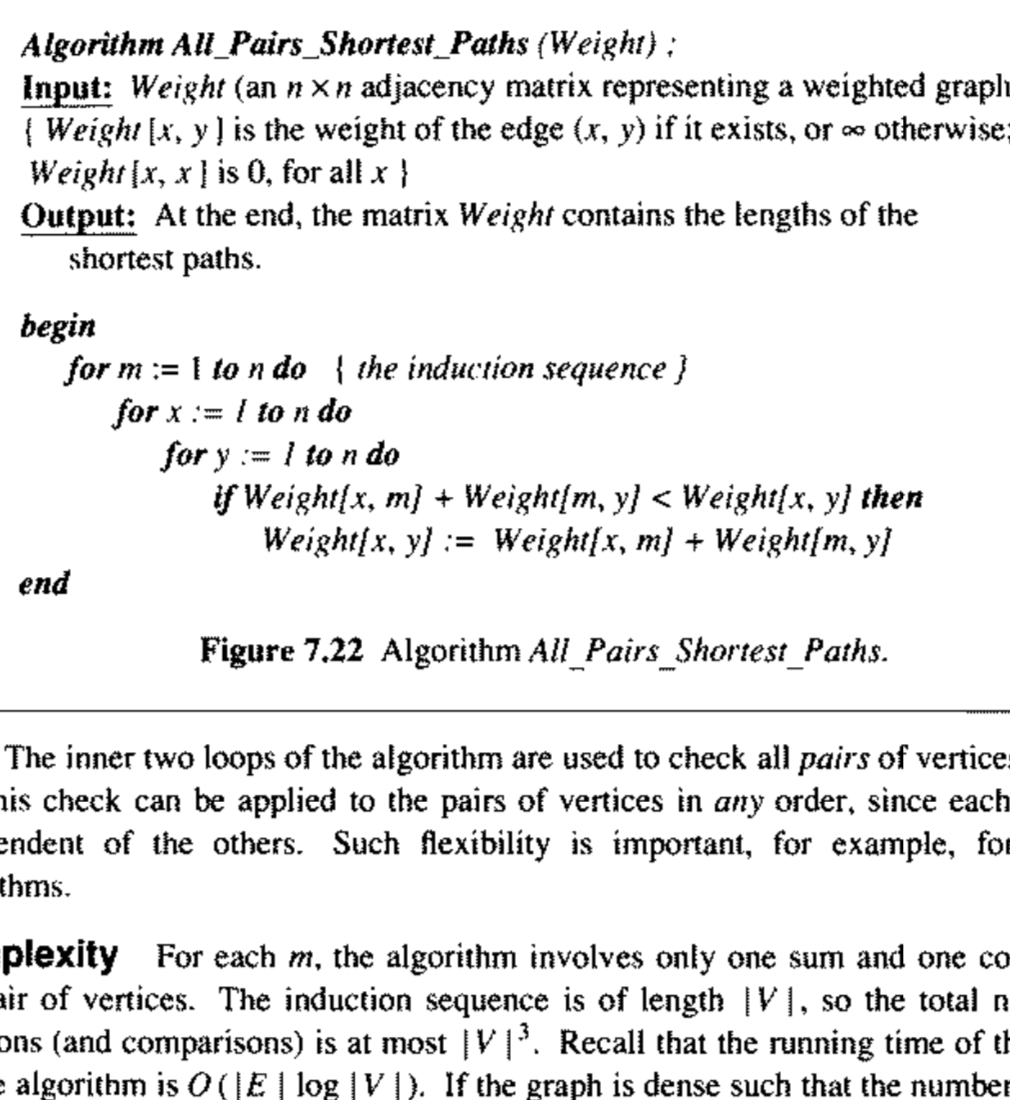 Algorithm All_Pairs_Shortest_Paths (Weight) ;
Input: Weight (an n × n adjacency matrix representing a weighted graph
{ Weight [x, y ] is the weight of the edge (x, y) if it exists, or ∞ otherwise;
Weight [x, x ] is 0, for all x }
Output: At the end, the matrix Weight contains the lengths of the
shortest paths.
begin
for m := 1 to n do { the induction sequence }
for x := 1 to n do
for y := 1 to n do
if Weight[x, m] + Weight[m, y] < Weight[x, y] then
Weight[x, y] := Weight[x, m] + Weight[m, y]
end
Figure 7.22 Algorithm All_Pairs_Shortest_Paths.
The inner two loops of the algorithm are used to check all pairs of vertice
his check can be applied to the pairs of vertices in any order, since each
endent of the others. Such flexibility is important, for example, for
thms.
plexity For each m, the algorithm involves only one sum and one co
air of vertices. The induction sequence is of length |V|, so the total n
ons (and comparisons) is at most |V|³. Recall that the running time of th
e algorithm is O(|E| log |V|). If the graph is dense such that the number